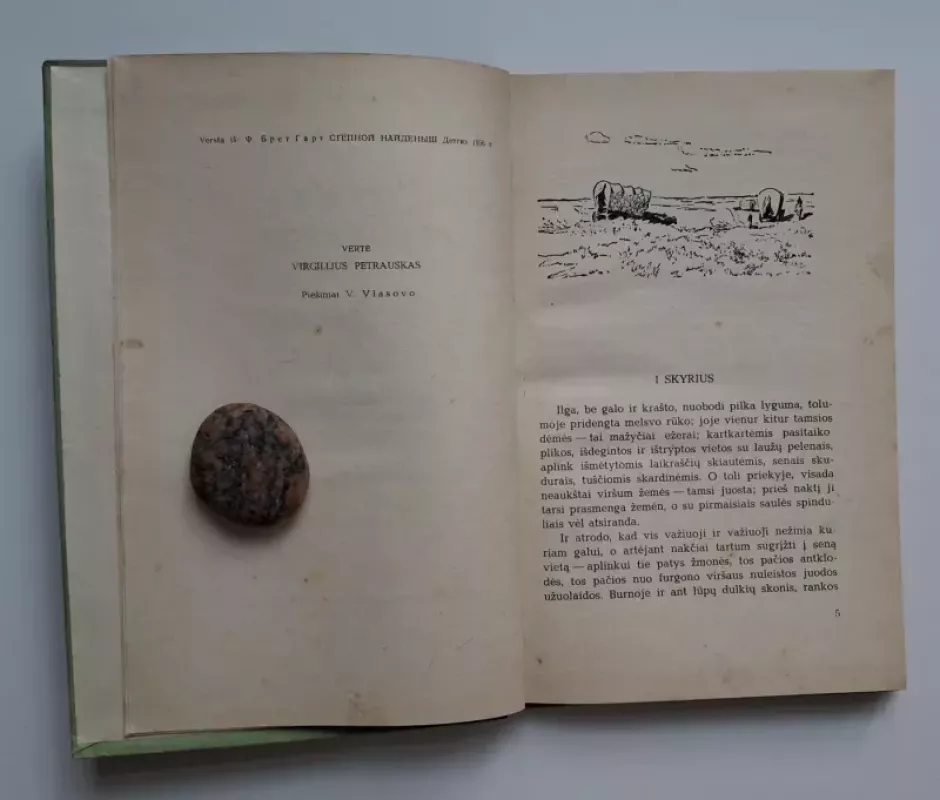 Versta iš Ф Брет Гарт СТЕПНОЙ НАЙДЕНЫШ Детгиз
VERTĖ
VIRGILIJUS PETRAUSKAS
Piešiniai V. Vlasovo
I SKYRIUS
Ilga, be galo ir krašto, nuobodi pilka lyguma, tolu-
moje pridengta melsvo rūko; joje vienur kitur tamsios
dėmės — tai mažyčiai ežerai; kartkartėmis pasitaiko
plikos, išdegintos ir ištryptos vietos su laužų pelenais,
aplink išmėtytomis laikraščių skiautėmis, senais sku-
durais, tuščiomis skardinėmis. O toli priekyje, visada
neaukštai viršum žemės — tamsi juosta; prieš naktį ji
tarsi prasmenga žemėn, o su pirmaisiais saulės spindu-
liais vėl atsiranda.
Ir atrodo, kad vis važiuoji ir važiuoji nežinia ku-
riam galui, o artėjant nakčiai tartum sugrįžti į seną
vietą — aplinkui tie patys žmonės, tos pačios antklo-
dės, tos pačios nuo furgono viršaus nuleistos juodos
užuolaidos. Burnoje ir ant lūpų dulkių skonis, rankos
5